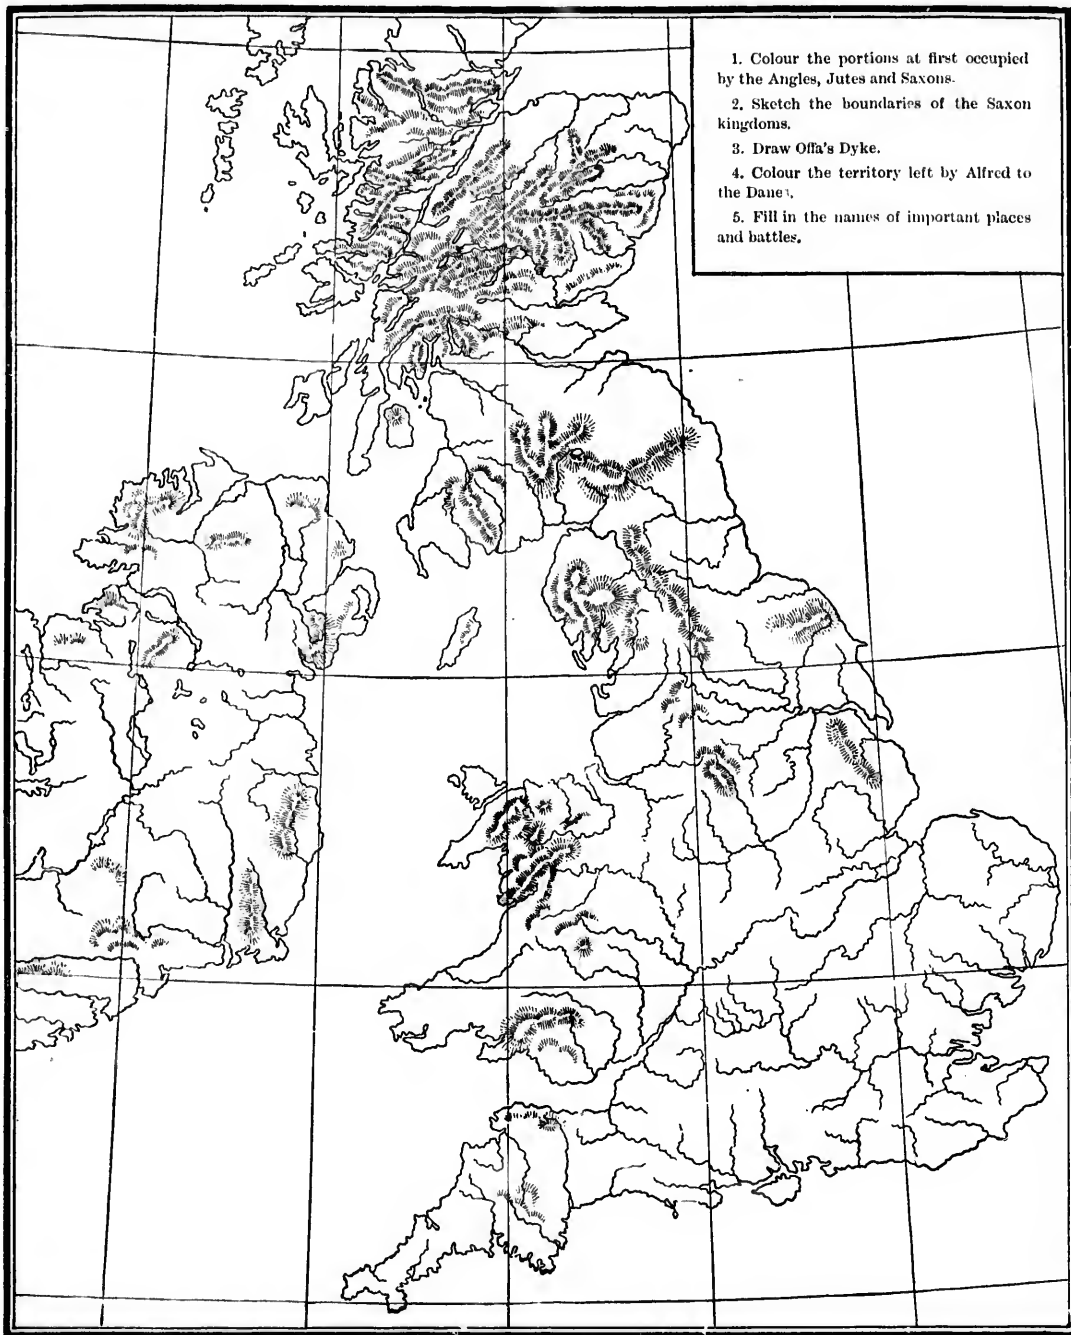 1. Colour the portions at first occupied
by the Angles, Jutes and Saxons.
2. Sketch the boundaries of the Saxon
kingdoms.
3. Draw Offa's Dyke.
4. Colour the territory left by Alfred to
the Danes.
5. Fill in the names of important places
and battles.